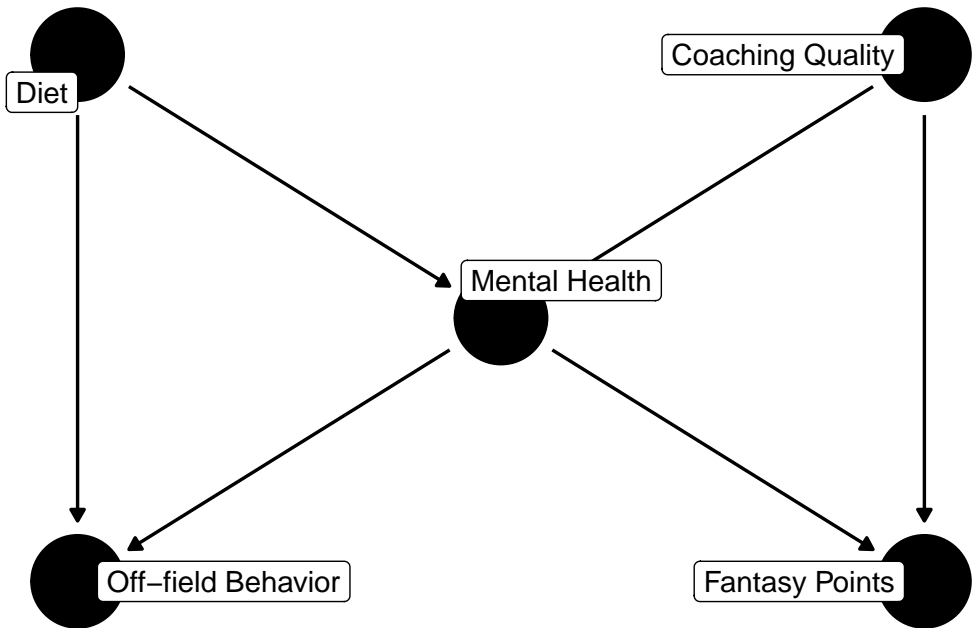 Coaching Quality
Diet
Mental Health
Off−field Behavior
Fantasy Points